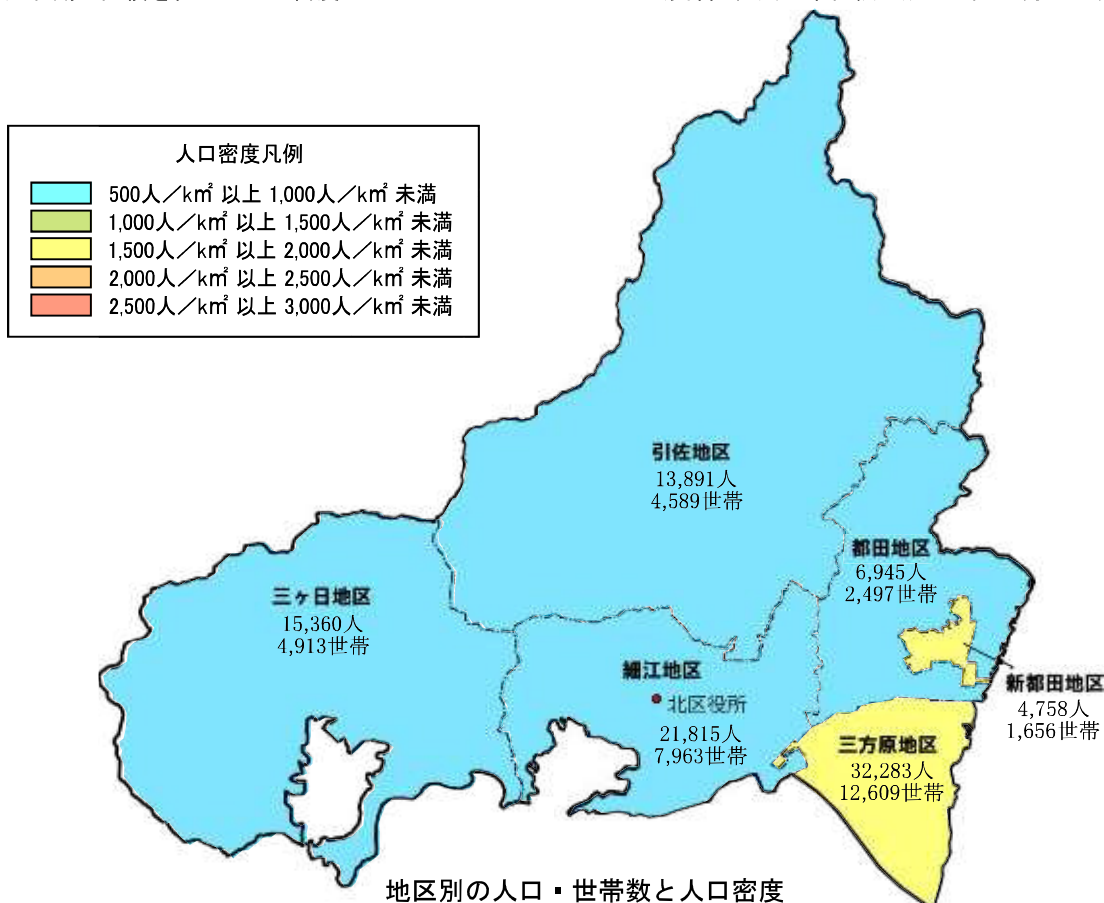 人口密度凡例
500人／k㎡ 以上 1,000人／k㎡ 未満
1,000人／k㎡ 以上 1,500人／k㎡ 未満
1,500人／k㎡ 以上 2,000人／k㎡ 未満
2,000人／k㎡ 以上 2,500人／k㎡ 未満
2,500人／k㎡ 以上 3,000人／k㎡ 未満
引佐地区
13,891人
4,589世帯
都田地区
6,945人
2,497世帯
三ヶ日地区
15,360人
4,913世帯
細江地区
北区役所
21,815人
7,963世帯
新都田地区
4,758人
1,656世帯
三方原地区
32,283人
12,609世帯
地区別の人口・世帯数と人口密度